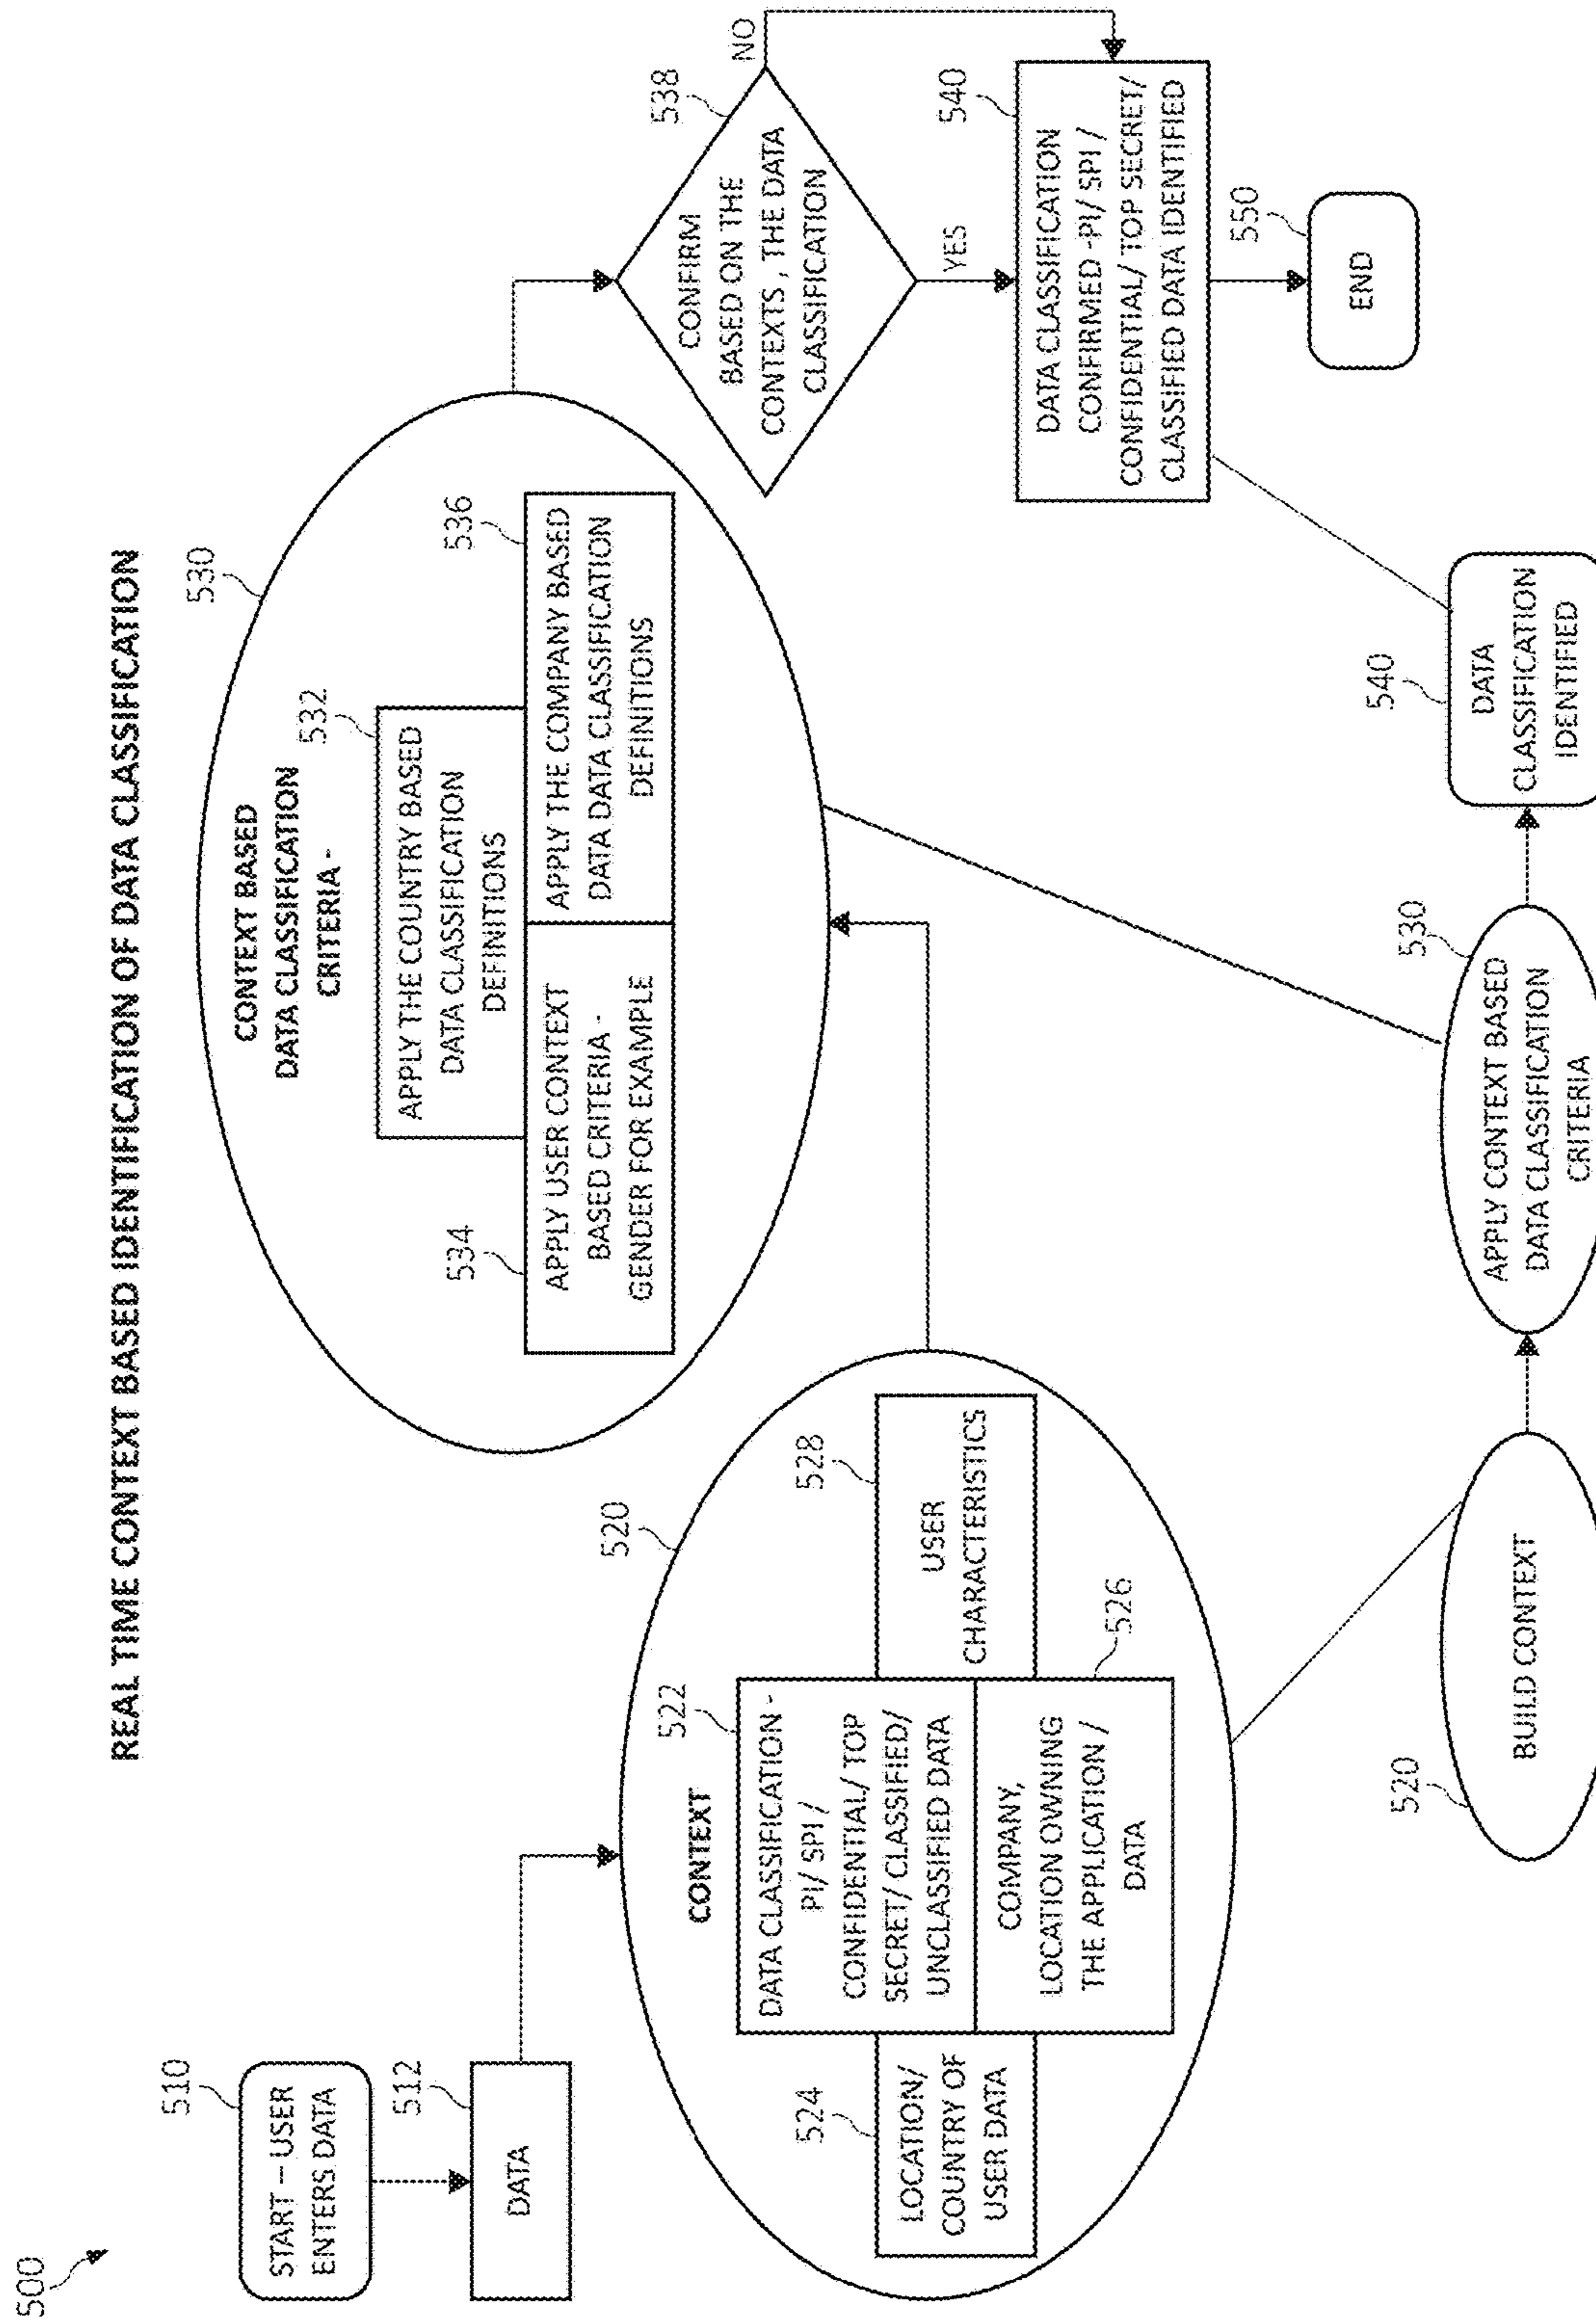 500
REAL TIME CONTEXT BASED IDENTIFICATION OF DATA CLASSIFICATION
510
START – USER
ENTERS DATA
512
DATA
520
CONTEXT
522
DATA CLASSIFICATION -
PI/ SPI /
CONFIDENTIAL/ TOP
SECRET/ CLASSIFIED/
UNCLASSIFIED DATA
524
LOCATION/
COUNTRY OF
USER DATA
528
USER
CHARACTERISTICS
526
COMPANY,
LOCATION OWNING
THE APPLICATION /
DATA
530
CONTEXT BASED
DATA CLASSIFICATION
CRITERIA -
532
APPLY THE COUNTRY BASED
DATA CLASSIFICATION
DEFINITIONS
534
APPLY USER CONTEXT
BASED CRITERIA -
GENDER FOR EXAMPLE
536
APPLY THE COMPANY BASED
DATA DATA CLASSIFICATION
DEFINITIONS
538
CONFIRM
BASED ON THE
CONTEXTS , THE DATA
CLASSIFICATION
NO
YES
540
DATA CLASSIFICATION
CONFIRMED -PI/ SPI /
CONFIDENTIAL/ TOP SECRET/
CLASSIFIED DATA IDENTIFIED
550
END
520
BUILD CONTEXT
530
APPLY CONTEXT BASED
DATA CLASSIFICATION
CRITERIA
540
DATA
CLASSIFICATION
IDENTIFIED